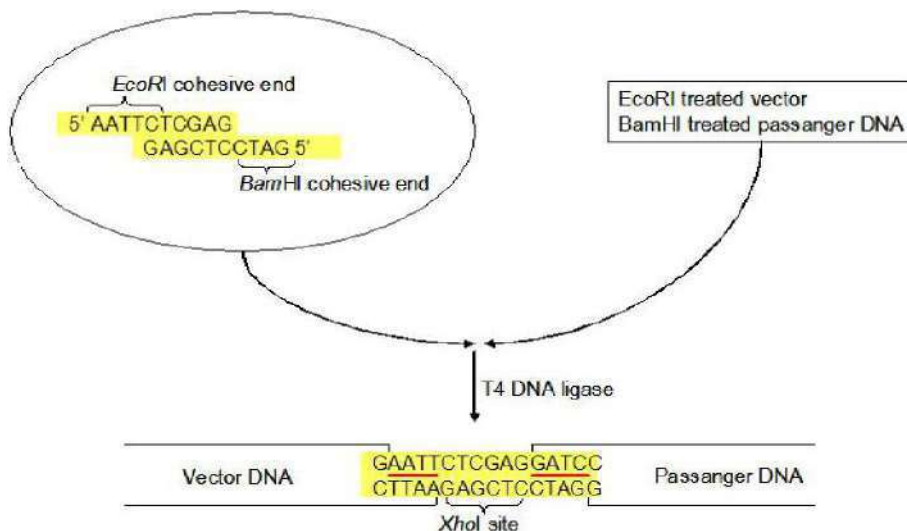 EcoRI cohesive end
5' AATTCTCGAG
GAGCTCCTAG 5'
BamHI cohesive end
EcoRI treated vector
BamHI treated passanger DNA
T4 DNA ligase
Vector DNA
GAATTCTCGAGGATCC
CTTAAGAGCTCCTAGG
Passanger DNA
XhoI site